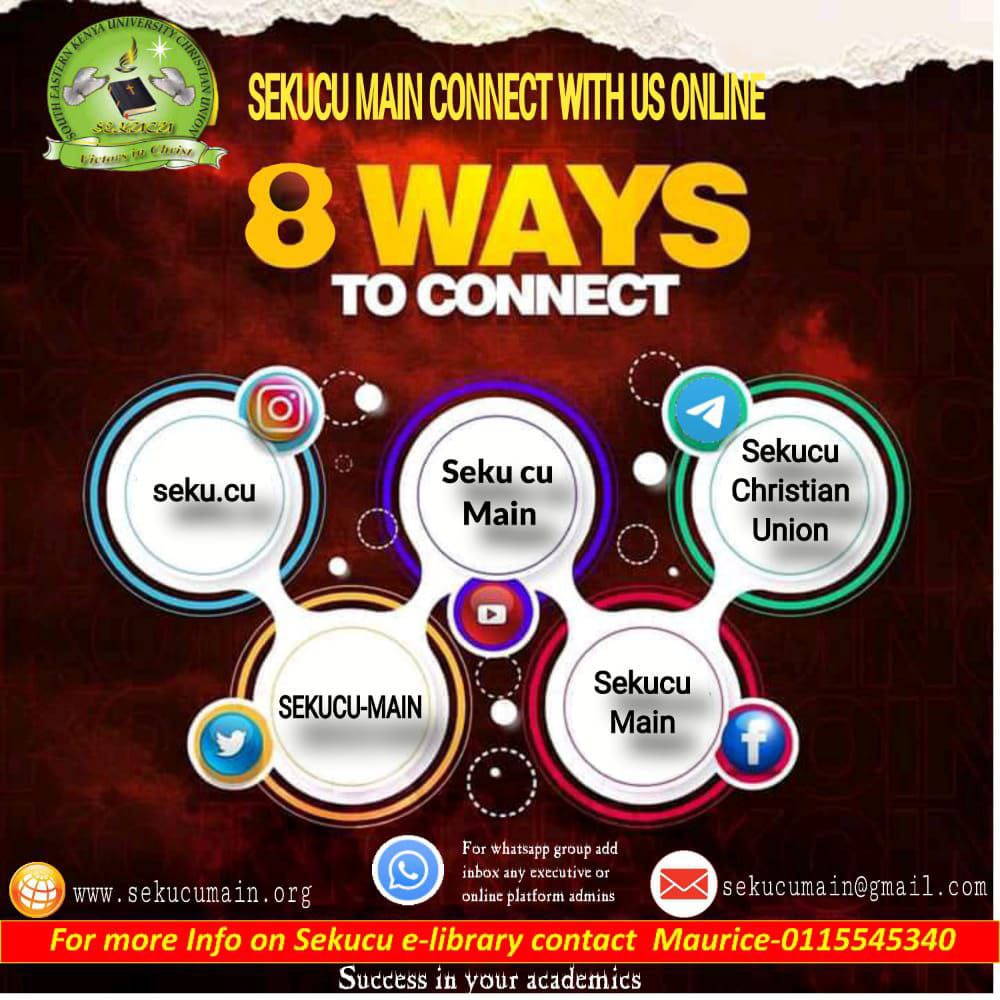 SOUTH EASTERN KENYA UNIVERSITY CHRISTIAN UNION
SEKUCU
Victors in Christ
SEKUCU MAIN CONNECT WITH US ONLINE
8 WAYS
TO CONNECT
seku.cu
Seku cu
Main
Sekucu
Christian
Union
SEKUCU-MAIN
Sekucu
Main
www.sekucumain.org
For whatsapp group add
inbox any executive or
online platform admins
sekucumain@gmail.com
For more Info on Sekucu e-library contact Maurice-0115545340
Success in your academics